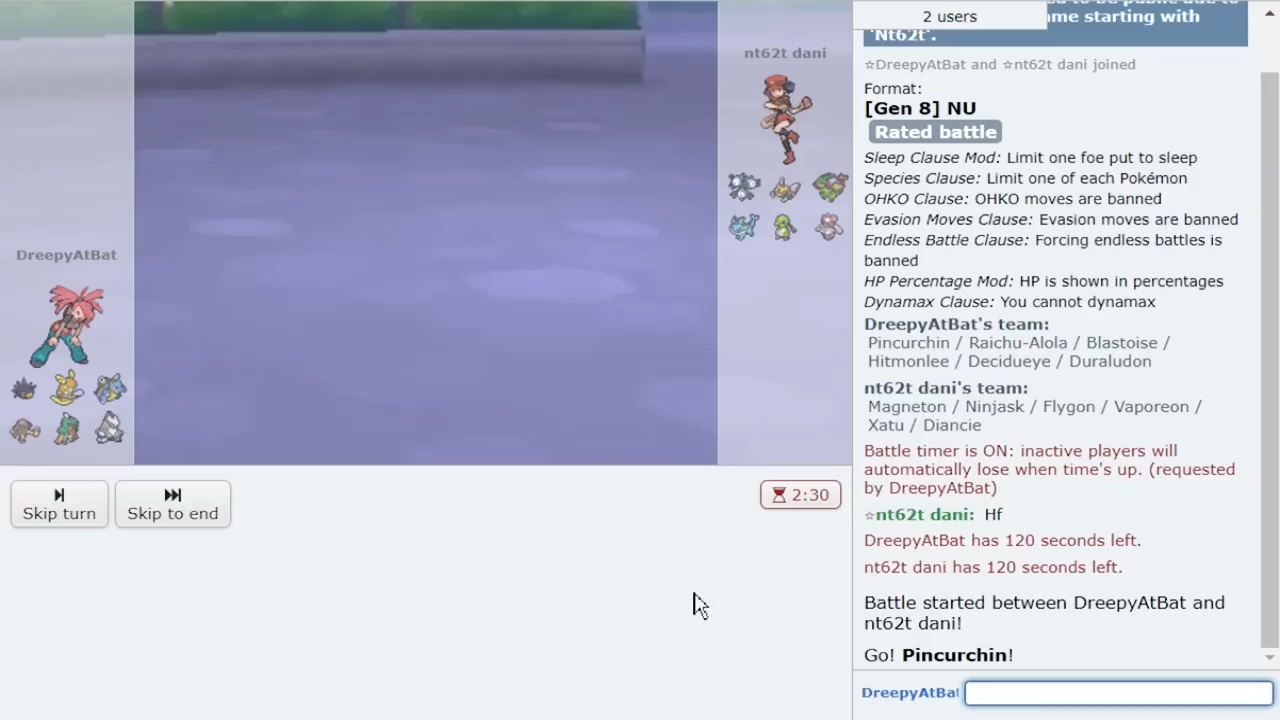 2 users
me starting with
'Nt62t'.
☆DreepyAtBat and ☆nt62t dani joined
Format:
[Gen 8] NU
Rated battle
Sleep Clause Mod: Limit one foe put to sleep
Species Clause: Limit one of each Pokémon
OHKO Clause: OHKO moves are banned
Evasion Moves Clause: Evasion moves are banned
Endless Battle Clause: Forcing endless battles is
banned
HP Percentage Mod: HP is shown in percentages
Dynamax Clause: You cannot dynamax
DreepyAtBat's team:
Pincurchin / Raichu-Alola / Blastoise /
Hitmonlee / Decidueye / Duraludon
nt62t dani's team:
Magneton / Ninjask / Flygon / Vaporeon /
Xatu / Diancie
Battle timer is ON: inactive players will
automatically lose when time's up. (requested
by DreepyAtBat)
☆nt62t dani: Hf
DreepyAtBat has 120 seconds left.
nt62t dani has 120 seconds left.
Battle started between DreepyAtBat and
nt62t dani!
Go! Pincurchin!
DreepyAtBat
nt62t dani
DreepyAtBat
Skip turn
Skip to end
2:30